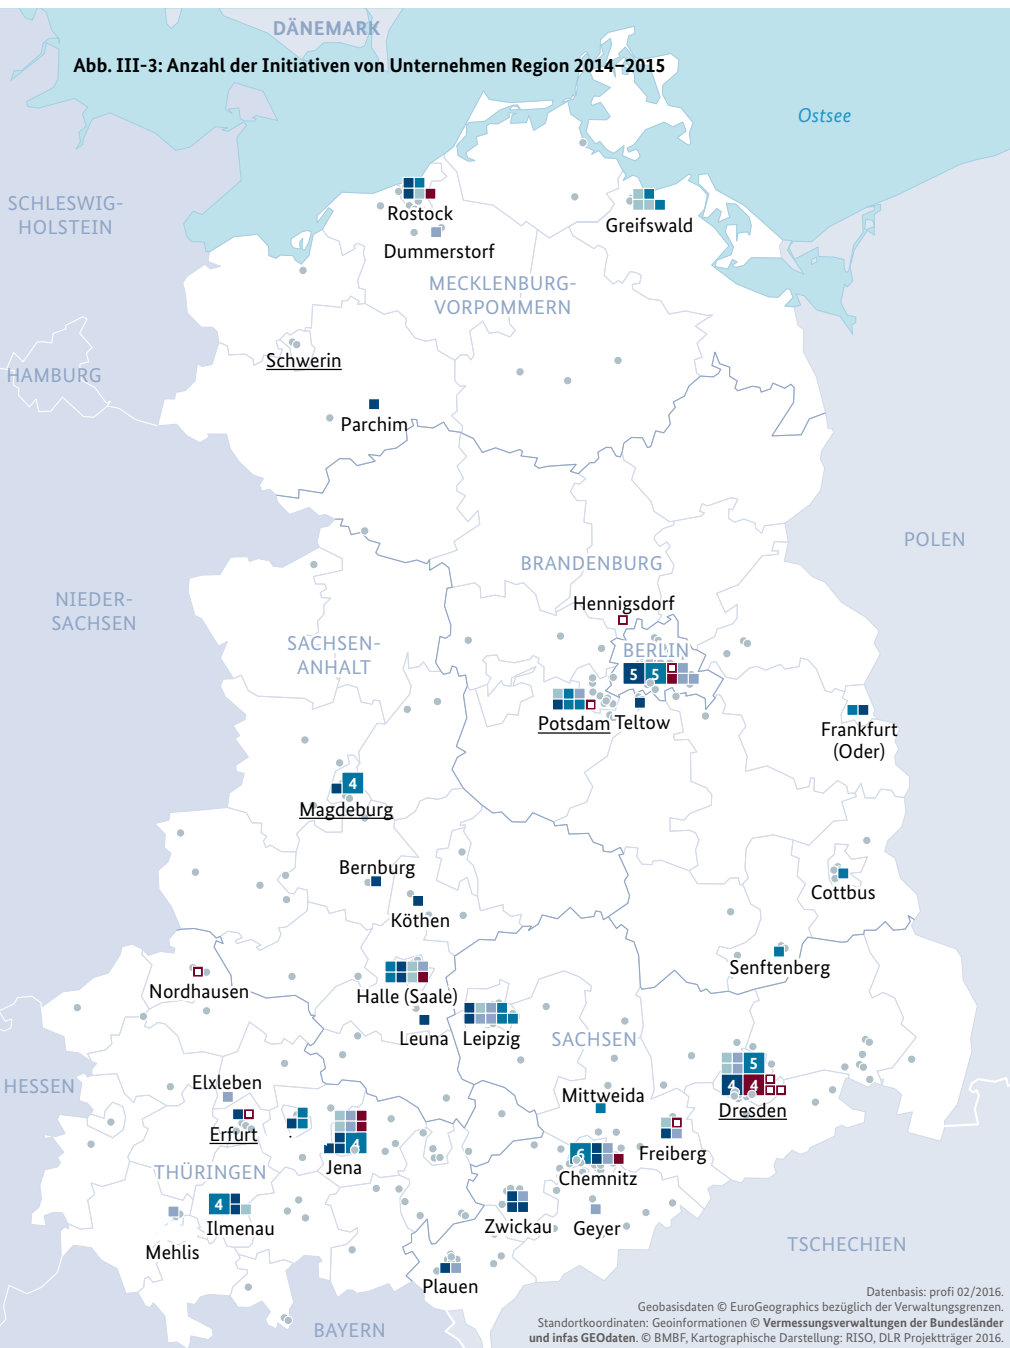 DÄNEMARK
Abb. III-3: Anzahl der Initiativen von Unternehmen Region 2014–2015
Ostsee
SCHLESWIG-
HOLSTEIN
Rostock
Greifswald
Dummerstorf
MECKLENBURG-
VORPOMMERN
Schwerin
HAMBURG
Parchim
POLEN
BRANDENBURG
NIEDER-
SACHSEN
Hennigsdorf
SACHSEN-
ANHALT
BERLIN
5 5
Potsdam
Teltow
Frankfurt
(Oder)
4
Magdeburg
Bernburg
Köthen
Cottbus
Senftenberg
Nordhausen
Halle (Saale)
Leuna
Leipzig
SACHSEN
5
4 4
Dresden
HESSEN
Elxleben
Mittweida
Erfurt
4
Jena
Freiberg
6
Chemnitz
THÜRINGEN
4
Ilmenau
Zwickau
Geyer
Mehlis
TSCHECHIEN
Plauen
BAYERN
Datenbasis: profi 02/2016.
Geobasisdaten © EuroGeographics bezüglich der Verwaltungsgrenzen.
Standortkoordinaten: Geoinformationen © Vermessungsverwaltungen der Bundesländer
und infas GEOdaten. © BMBF, Kartographische Darstellung: RISO, DLR Projektträger 2016.